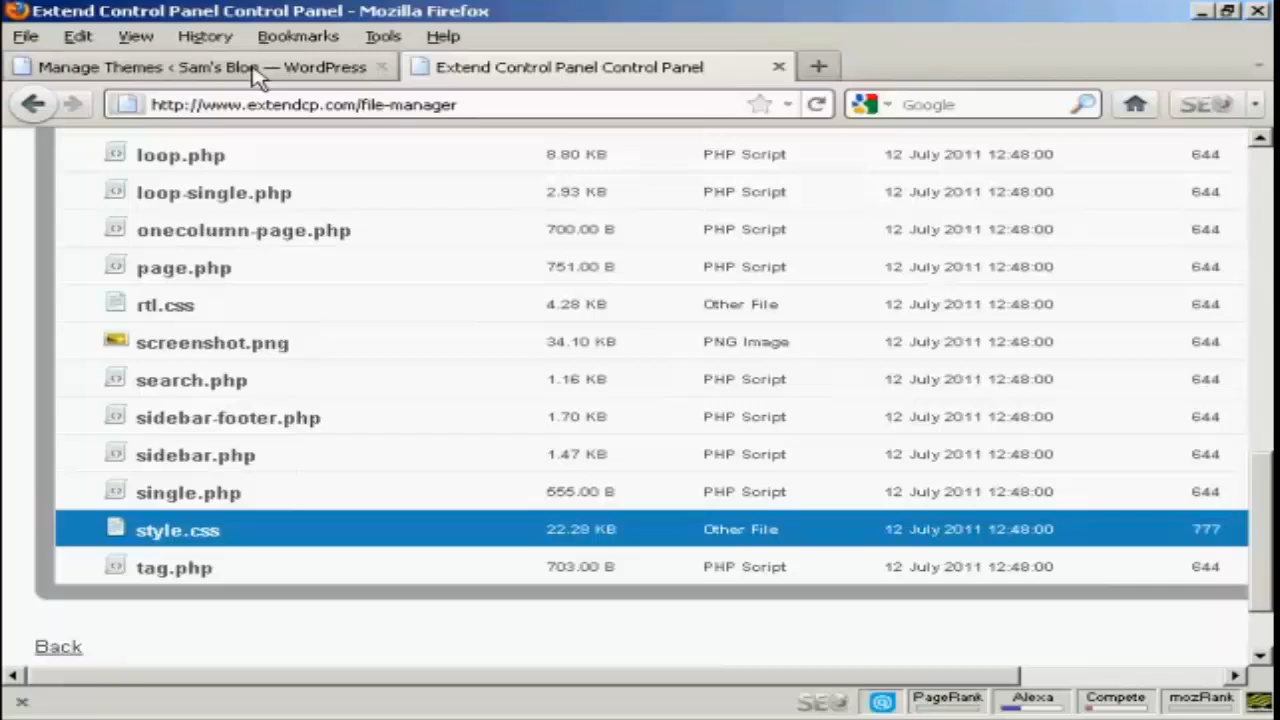 Extend Control Panel Control Panel - Mozilla Firefox
File Edit View History Bookmarks Tools Help
Manage Themes ‹ Sam's Blog — WordPress Extend Control Panel Control Panel
http://www.extendcp.com/file-manager Google SEO
loop.php 8.80 KB PHP Script 12 July 2011 12:48:00 644
loop-single.php 2.93 KB PHP Script 12 July 2011 12:48:00 644
onecolumn-page.php 700.00 B PHP Script 12 July 2011 12:48:00 644
page.php 751.00 B PHP Script 12 July 2011 12:48:00 644
rtl.css 4.28 KB Other File 12 July 2011 12:48:00 644
screenshot.png 34.10 KB PNG Image 12 July 2011 12:48:00 644
search.php 1.16 KB PHP Script 12 July 2011 12:48:00 644
sidebar-footer.php 1.70 KB PHP Script 12 July 2011 12:48:00 644
sidebar.php 1.47 KB PHP Script 12 July 2011 12:48:00 644
single.php 555.00 B PHP Script 12 July 2011 12:48:00 644
style.css 22.28 KB Other File 12 July 2011 12:48:00 777
tag.php 703.00 B PHP Script 12 July 2011 12:48:00 644
Back
SEO PageRank Alexa Compete mozRank